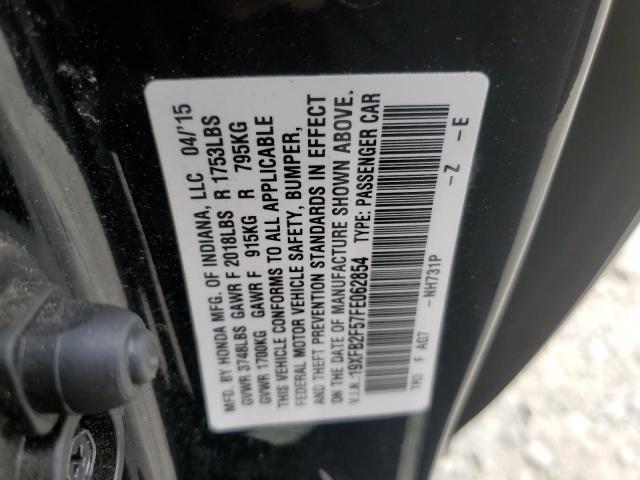 MFD. BY HONDA MFG. OF INDIANA, LLC 04/'15
GVWR 3748LBS GAWR F 2018LBS R 1753LBS
GVWR 1700KG GAWR F 915KG R 795KG
THIS VEHICLE CONFORMS TO ALL APPLICABLE
FEDERAL MOTOR VEHICLE SAFETY, BUMPER,
AND THEFT PREVENTION STANDARDS IN EFFECT
ON THE DATE OF MANUFACTURE SHOWN ABOVE.
V.I.N.:19XFB2F57FE062854 TYPE: PASSENGER CAR
TR3 F AG7 -NH731P -Z -E